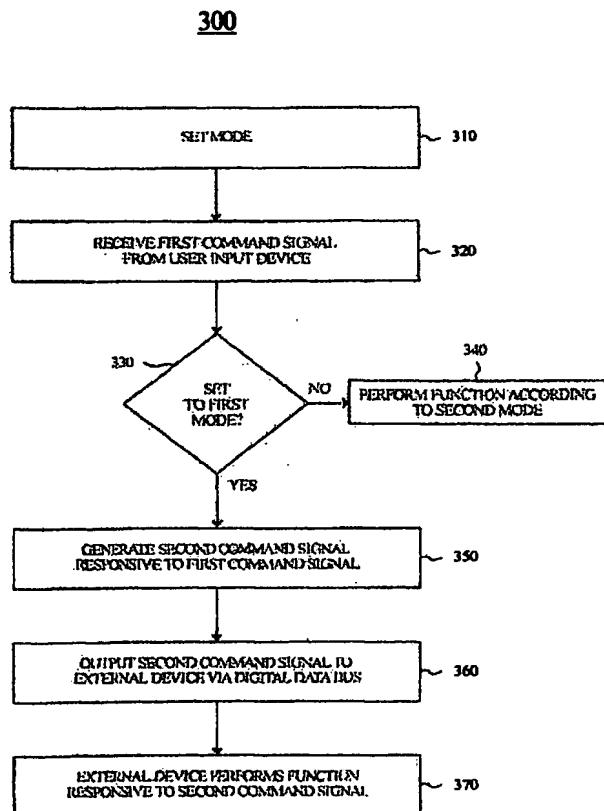 300
SET MODE
310
RECEIVE FIRST COMMAND SIGNAL
FROM USER INPUT DEVICE
320
330
SET
TO FIRST
MODE?
NO
340
PERFORM FUNCTION ACCORDING
TO SECOND MODE
YES
GENERATE SECOND COMMAND SIGNAL
RESPONSIVE TO FIRST COMMAND SIGNAL
350
OUTPUT SECOND COMMAND SIGNAL TO
EXTERNAL DEVICE VIA DIGITAL DATA BUS
360
EXTERNAL DEVICE PERFORMS FUNCTION
RESPONSIVE TO SECOND COMMAND SIGNAL
370